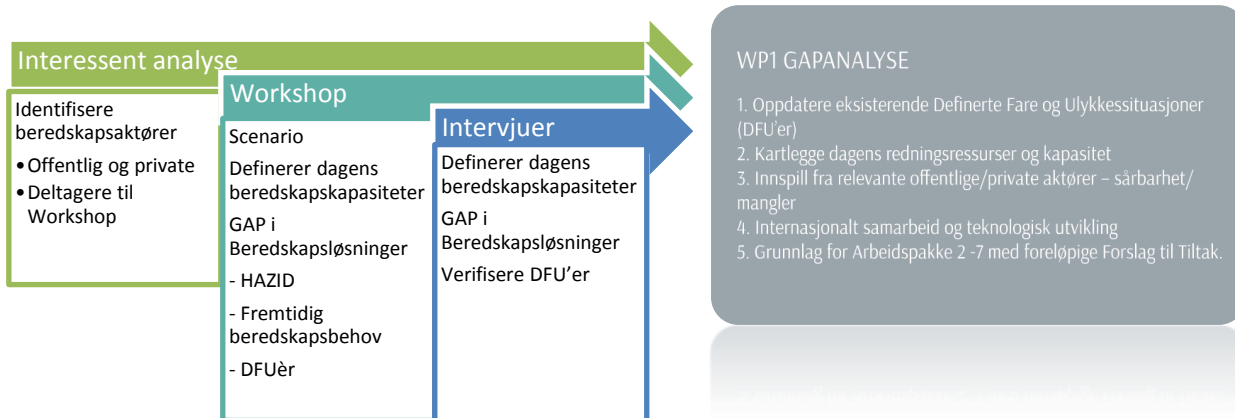 Interessent analyse
Identifisere
beredskapsaktører
•Offentlig og private
•Deltagere til
Workshop
Workshop
Scenario
Definerer dagens
beredskapskapasiteter
GAP i
Beredskapsløsninger
- HAZID
- Fremtidig
beredskapsbehov
- DFUèr
Intervjuer
Definerer dagens
beredskapskapasiteter
GAP i
Beredskapsløsninger
Verifisere DFU’er
WP1 GAPANALYSE
1. Oppdatere eksisterende Definerte Fare og Ulykkessituasjoner
(DFU’er)
2. Kartlegge dagens redningsressurser og kapasitet
3. Innspill fra relevante offentlige/private aktører – sårbarhet/
mangler
4. Internasjonalt samarbeid og teknologisk utvikling
5. Grunnlag for Arbeidspakke 2 -7 med foreløpige Forslag til Tiltak.